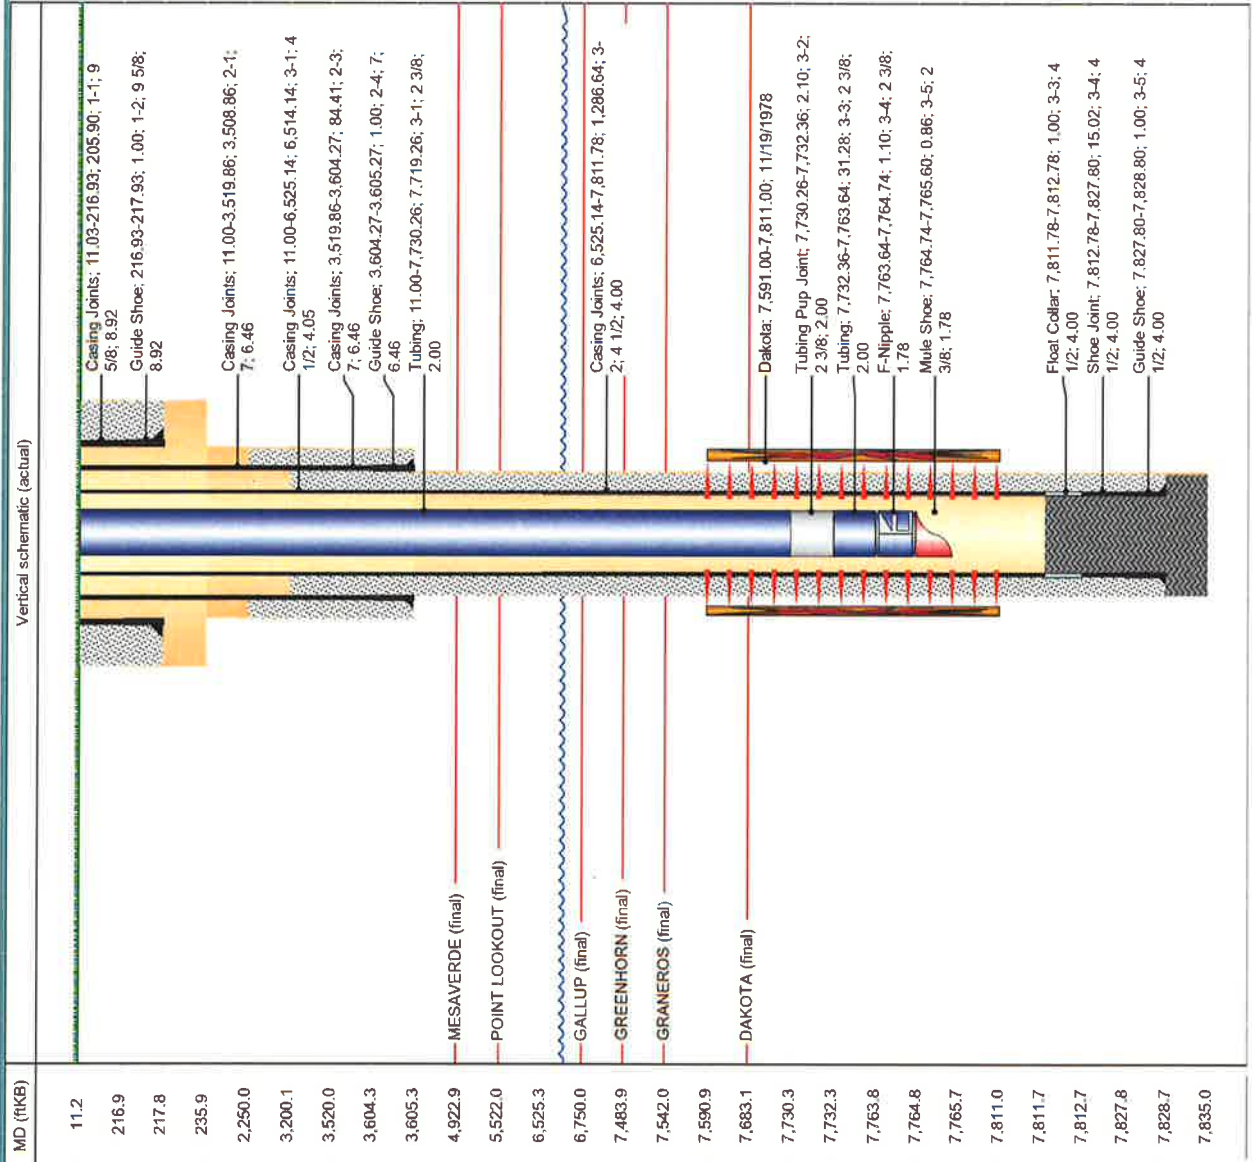 Vertical schematic (actual)
MD (ftKB)
11.2
216.9
217.8
235.9
2,250.0
3,200.1
3,520.0
3,604.3
3,605.3
4,922.9
5,522.0
6,525.3
6,750.0
7,483.9
7,542.0
7,590.9
7,683.1
7,730.3
7,732.3
7,763.8
7,764.8
7,765.7
7,811.0
7,811.7
7,812.7
7,827.8
7,828.7
7,835.0
MESAVERDE (final)
POINT LOOKOUT (final)
GALLUP (final)
GREENHORN (final)
GRANEROS (final)
DAKOTA (final)
Casing Joints; 11.03-216.93; 205.90; 1-1; 9
5/8; 8.92
Guide Shoe; 216.93-217.93; 1.00; 1-2; 9 5/8;
8.92
Casing Joints; 11.00-3,519.86; 3,508.86; 2-1;
7; 6.46
Casing Joints; 11.00-6,525.14; 6,514.14; 3-1; 4
1/2; 4.05
Casing Joints; 3,519.86-3,604.27; 84.41; 2-3;
7; 6.46
Guide Shoe; 3,604.27-3,605.27; 1.00; 2-4; 7;
6.46
Tubing; 11.00-7,730.26; 7,719.26; 3-1; 2 3/8;
2.00
Casing Joints; 6,525.14-7,811.78; 1,286.64; 3-
2; 4 1/2; 4.00
Dakota; 7,591.00-7,811.00; 11/19/1978
Tubing Pup Joint; 7,730.26-7,732.36; 2.10; 3-2;
2 3/8; 2.00
Tubing; 7,732.36-7,763.64; 31.28; 3-3; 2 3/8;
2.00
F-Nipple; 7,763.64-7,764.74; 1.10; 3-4; 2 3/8;
1.78
Mule Shoe; 7,764.74-7,765.60; 0.86; 3-5; 2
3/8; 1.78
Float Collar; 7,811.78-7,812.78; 1.00; 3-3; 4
1/2; 4.00
Shoe Joint; 7,812.78-7,827.80; 15.02; 3-4; 4
1/2; 4.00
Guide Shoe; 7,827.80-7,828.80; 1.00; 3-5; 4
1/2; 4.00